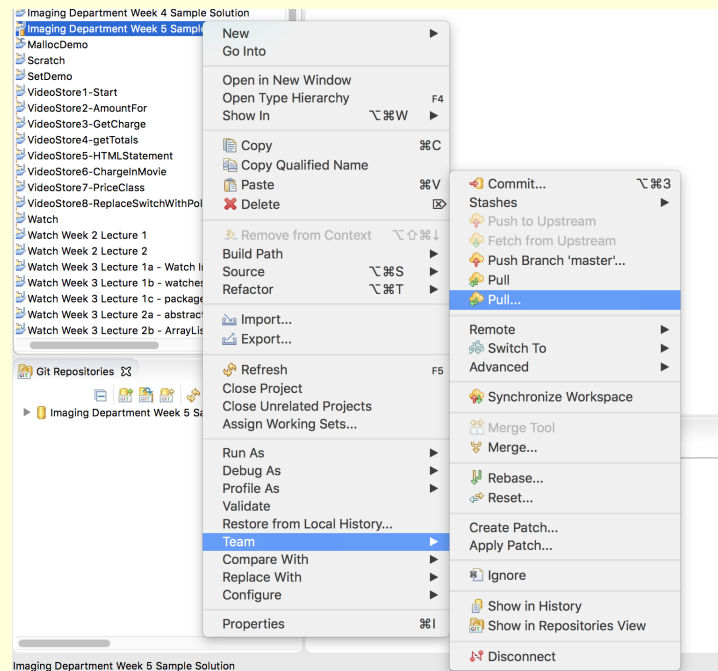 Imaging Department Week 4 Sample Solution
Imaging Department Week 5 Sample
MallocDemo
Scratch
SetDemo
VideoStore1-Start
VideoStore2-AmountFor
VideoStore3-GetCharge
VideoStore4-getTotals
VideoStore5-HTMLStatement
VideoStore6-ChargeInMovie
VideoStore7-PriceClass
VideoStore8-ReplaceSwitchWithPol
Watch
Watch Week 2 Lecture 1
Watch Week 2 Lecture 2
Watch Week 3 Lecture 1a - Watch I
Watch Week 3 Lecture 1b - watches
Watch Week 3 Lecture 1c - package
Watch Week 3 Lecture 2a - abstrac
Watch Week 3 Lecture 2b - ArrayLis
Git Repositories
Imaging Department Week 5 Sa
Imaging Department Week 5 Sample Solution
New
Go Into
Open in New Window
Open Type Hierarchy F4
Show In ⌥⌘W
Copy ⌘C
Copy Qualified Name
Paste ⌘V
Delete ⌦
Remove from Context ⌥⇧⌘↓
Build Path
Source ⌥⌘S
Refactor ⌥⌘T
Import...
Export...
Refresh F5
Close Project
Close Unrelated Projects
Assign Working Sets...
Run As
Debug As
Profile As
Validate
Restore from Local History...
Team
Compare With
Replace With
Configure
Properties ⌘I
Commit... ⌥⌘3
Stashes
Push to Upstream
Fetch from Upstream
Push Branch 'master'...
Pull
Pull...
Remote
Switch To
Advanced
Synchronize Workspace
Merge Tool
Merge...
Rebase...
Reset...
Create Patch...
Apply Patch...
Ignore
Show in History
Show in Repositories View
Disconnect